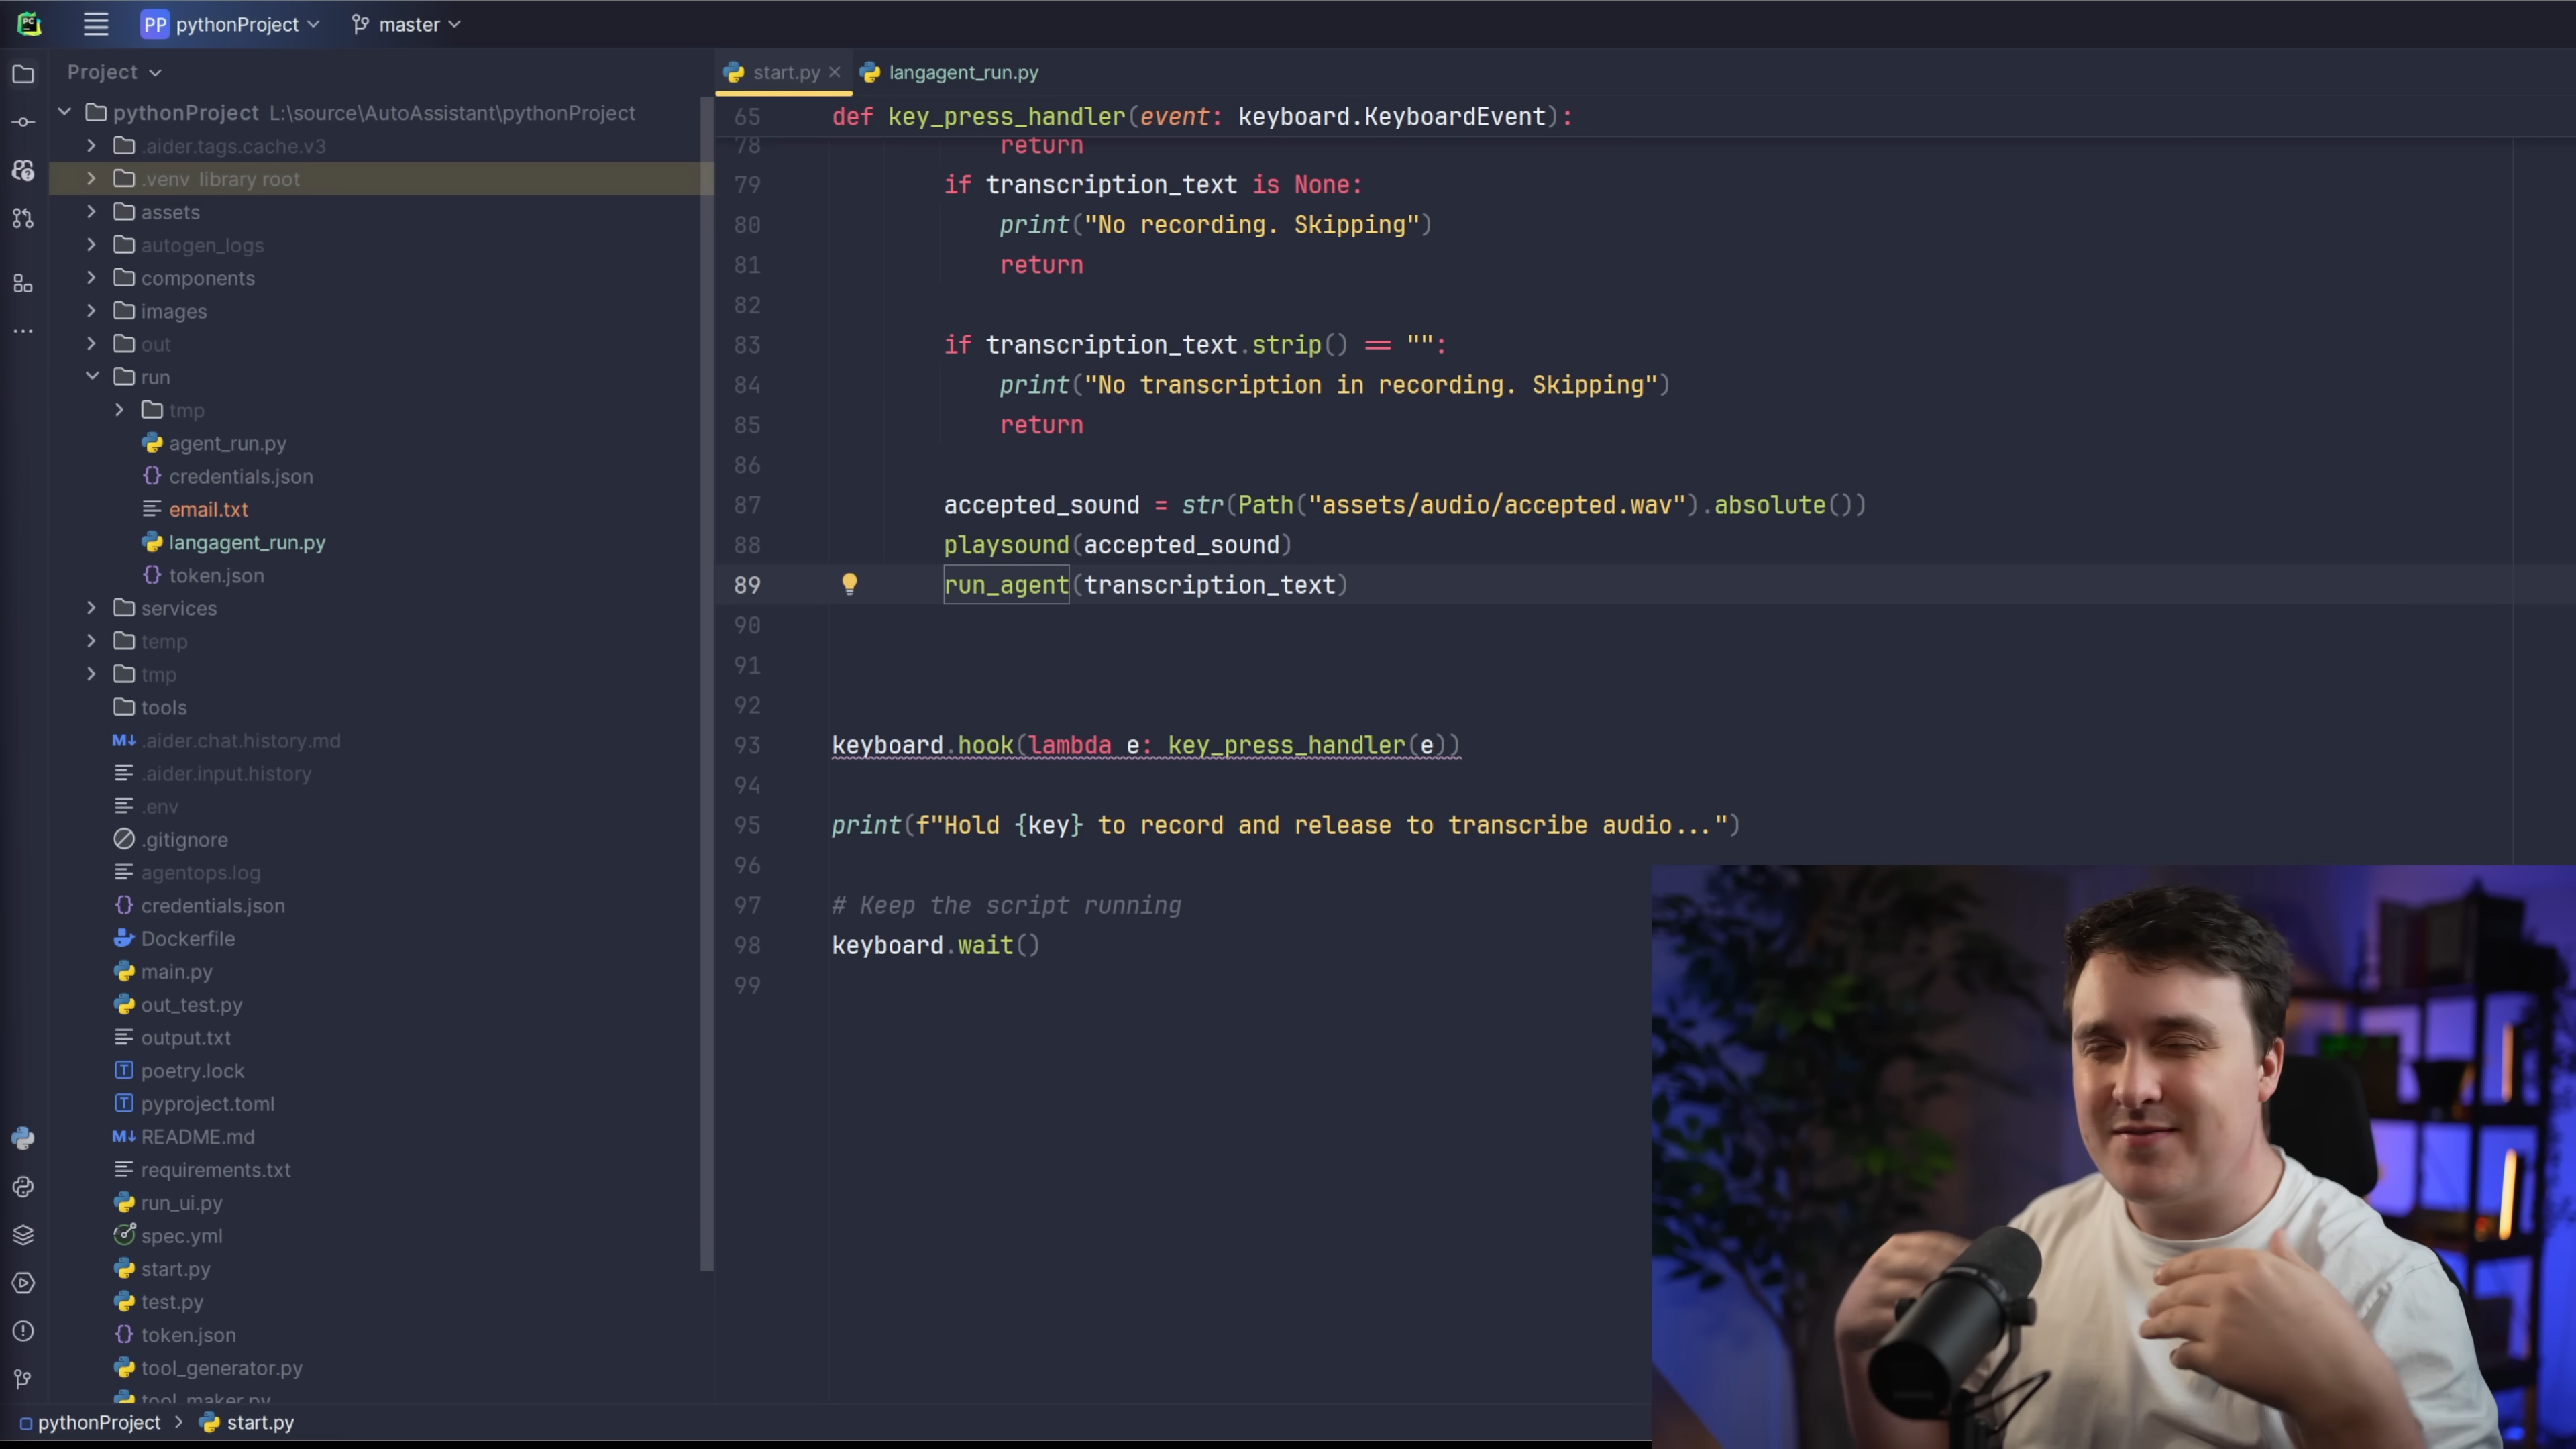 PC
PP pythonProject master
Project
pythonProject L:\source\AutoAssistant\pythonProject
.aider.tags.cache.v3
.venv library root
assets
autogen_logs
components
images
out
run
tmp
agent_run.py
credentials.json
email.txt
langagent_run.py
token.json
services
temp
tmp
tools
.aider.chat.history.md
.aider.input.history
.env
.gitignore
agentops.log
credentials.json
Dockerfile
main.py
out_test.py
output.txt
poetry.lock
pyproject.toml
README.md
requirements.txt
run_ui.py
spec.yml
start.py
test.py
token.json
tool_generator.py
tool_maker.py
start.py langagent_run.py
65 def key_press_handler(event: keyboard.KeyboardEvent):
78 return
79 if transcription_text is None:
80 print("No recording. Skipping")
81 return
82
83 if transcription_text.strip() == "":
84 print("No transcription in recording. Skipping")
85 return
86
87 accepted_sound = str(Path("assets/audio/accepted.wav").absolute())
88 playsound(accepted_sound)
89 run_agent(transcription_text)
90
91
92
93 keyboard.hook(lambda e: key_press_handler(e))
94
95 print(f"Hold {key} to record and release to transcribe audio...")
96
97 # Keep the script running
98 keyboard.wait()
99
pythonProject > start.py